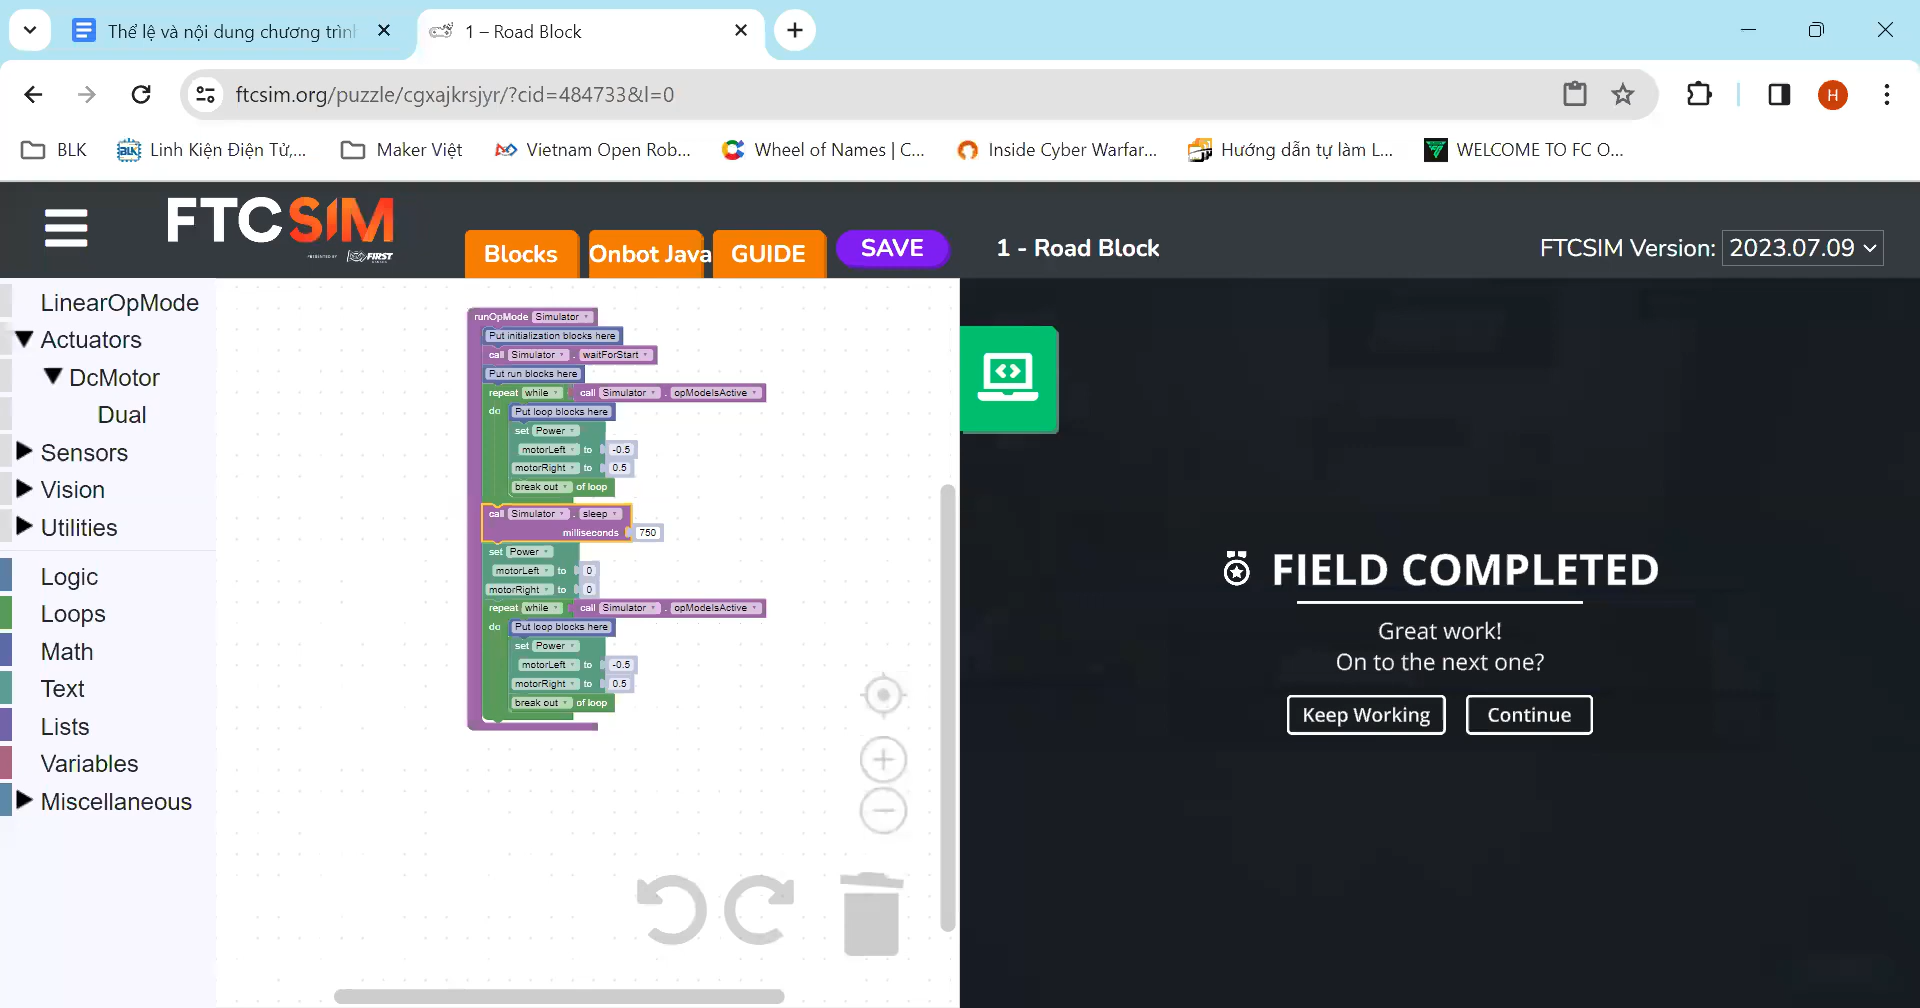 Thể lệ và nội dung chương trình
1 – Road Block
ftcsim.org/puzzle/cgxajkrsjyr/?cid=484733&l=0
H
BLK
Linh Kiện Điện Tử,...
Maker Việt
Vietnam Open Rob...
Wheel of Names | C...
Inside Cyber Warfar...
Hướng dẫn tự làm L...
WELCOME TO FC O...
FTCSIM
PRESENTED BY FIRST
Blocks
Onbot Java
GUIDE
SAVE
1 - Road Block
FTCSIM Version: 2023.07.09
LinearOpMode
Actuators
DcMotor
Dual
Sensors
Vision
Utilities
Logic
Loops
Math
Text
Lists
Variables
Miscellaneous
runOpMode Simulator
Put initialization blocks here
call Simulator . waitForStart
Put run blocks here
repeat while call Simulator . opModeIsActive
do Put loop blocks here
set Power
motorLeft to -0.5
motorRight to 0.5
break out of loop
call Simulator . sleep
milliseconds 750
set Power
motorLeft to 0
motorRight to 0
repeat while call Simulator . opModeIsActive
do Put loop blocks here
set Power
motorLeft to -0.5
motorRight to 0.5
break out of loop
FIELD COMPLETED
Great work!
On to the next one?
Keep Working
Continue